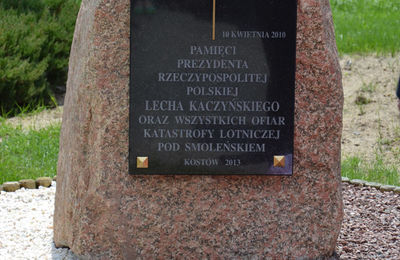 10 KWIETNIA 2010
PAMIĘCI
PREZYDENTA
RZECZYPOSPOLITEJ
POLSKIEJ
LECHA KACZYŃSKIEGO
ORAZ WSZYSTKICH OFIAR
KATASTROFY LOTNICZEJ
POD SMOLEŃSKIEM
KOSTÓW 2013